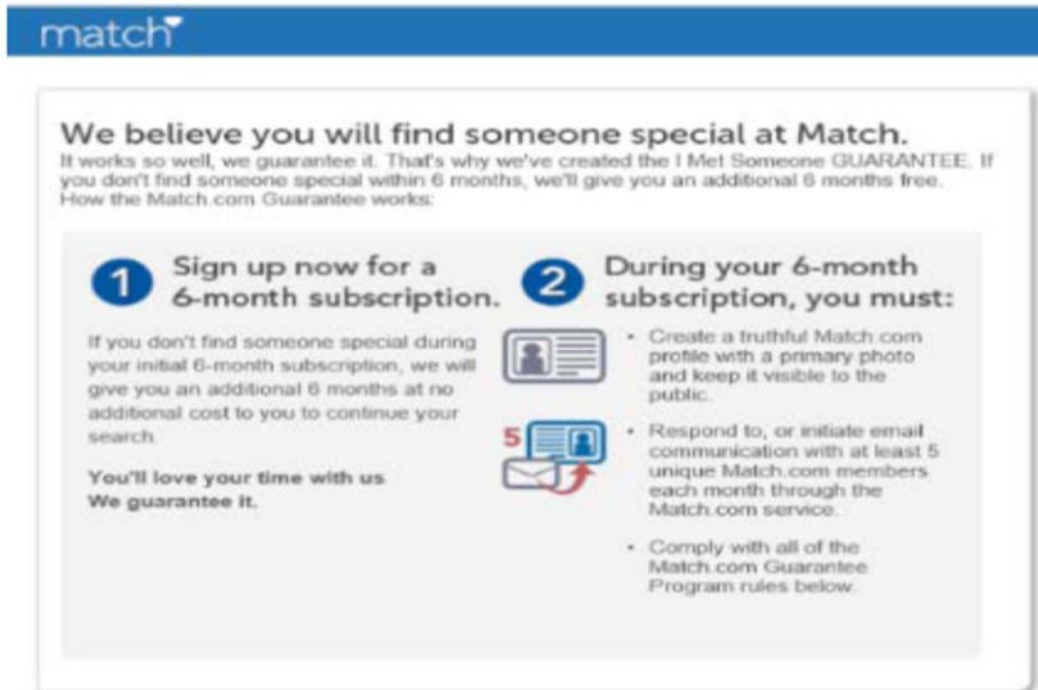 match
We believe you will find someone special at Match.
It works so well, we guarantee it. That's why we've created the I Met Someone GUARANTEE. If
you don't find someone special within 6 months, we'll give you an additional 6 months free.
How the Match.com Guarantee works:
1
Sign up now for a
6-month subscription.
If you don't find someone special during
your initial 6-month subscription, we will
give you an additional 6 months at no
additional cost to you to continue your
search.
You'll love your time with us
We guarantee it.
2
During your 6-month
subscription, you must:
• Create a truthful Match.com
profile with a primary photo
and keep it visible to the
public.
5
• Respond to, or initiate email
communication with at least 5
unique Match.com members
each month through the
Match.com service.
• Comply with all of the
Match.com Guarantee
Program rules below.